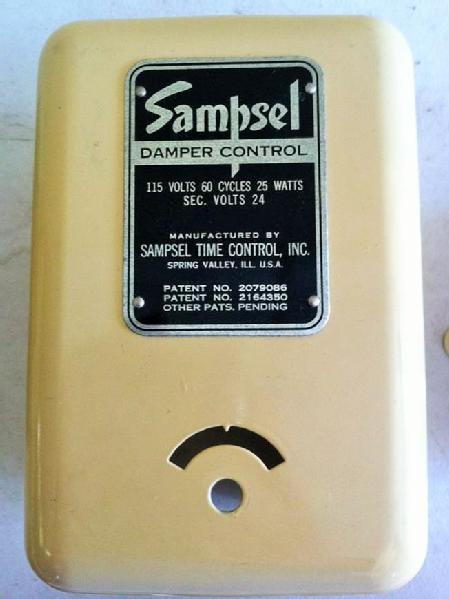 Sampsel
DAMPER CONTROL
115 VOLTS 60 CYCLES 25 WATTS
SEC. VOLTS 24
MANUFACTURED BY
SAMPSEL TIME CONTROL, INC.
SPRING VALLEY, ILL. U.S.A.
PATENT NO. 2079086
PATENT NO. 2164350
OTHER PATS. PENDING